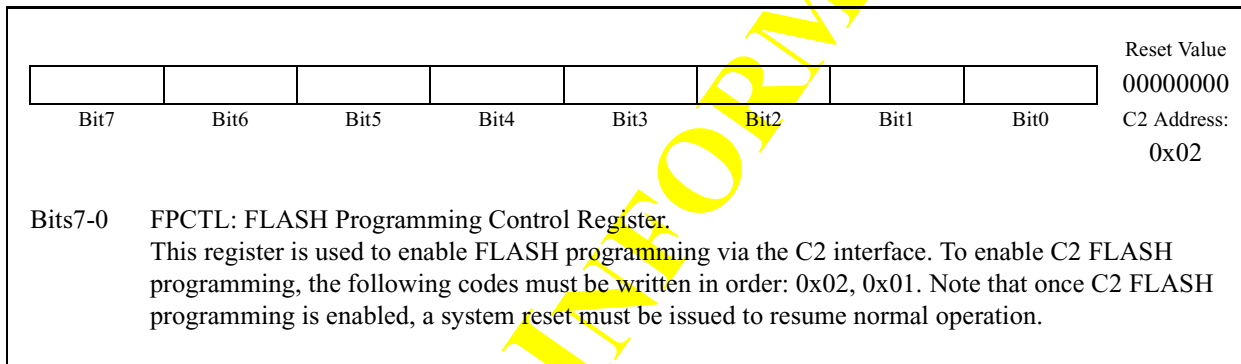 Reset Value
00000000
Bit7 Bit6 Bit5 Bit4 Bit3 Bit2 Bit1 Bit0 C2 Address:
0x02
Bits7-0 FPCTL: FLASH Programming Control Register.
This register is used to enable FLASH programming via the C2 interface. To enable C2 FLASH
programming, the following codes must be written in order: 0x02, 0x01. Note that once C2 FLASH
programming is enabled, a system reset must be issued to resume normal operation.
INFORM